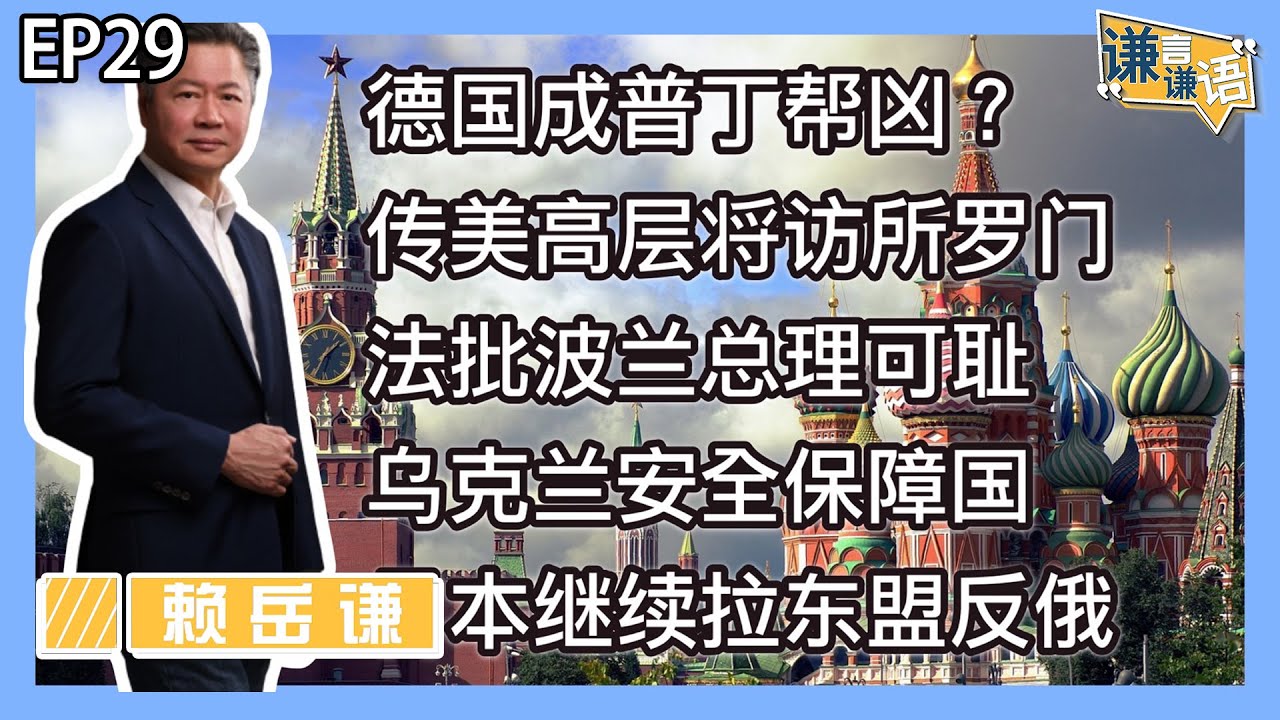 EP29
谦言谦语
德国成普丁帮凶？
传美高层将访所罗门
法批波兰总理可耻
乌克兰安全保障国
本继续拉东盟反俄
赖岳谦